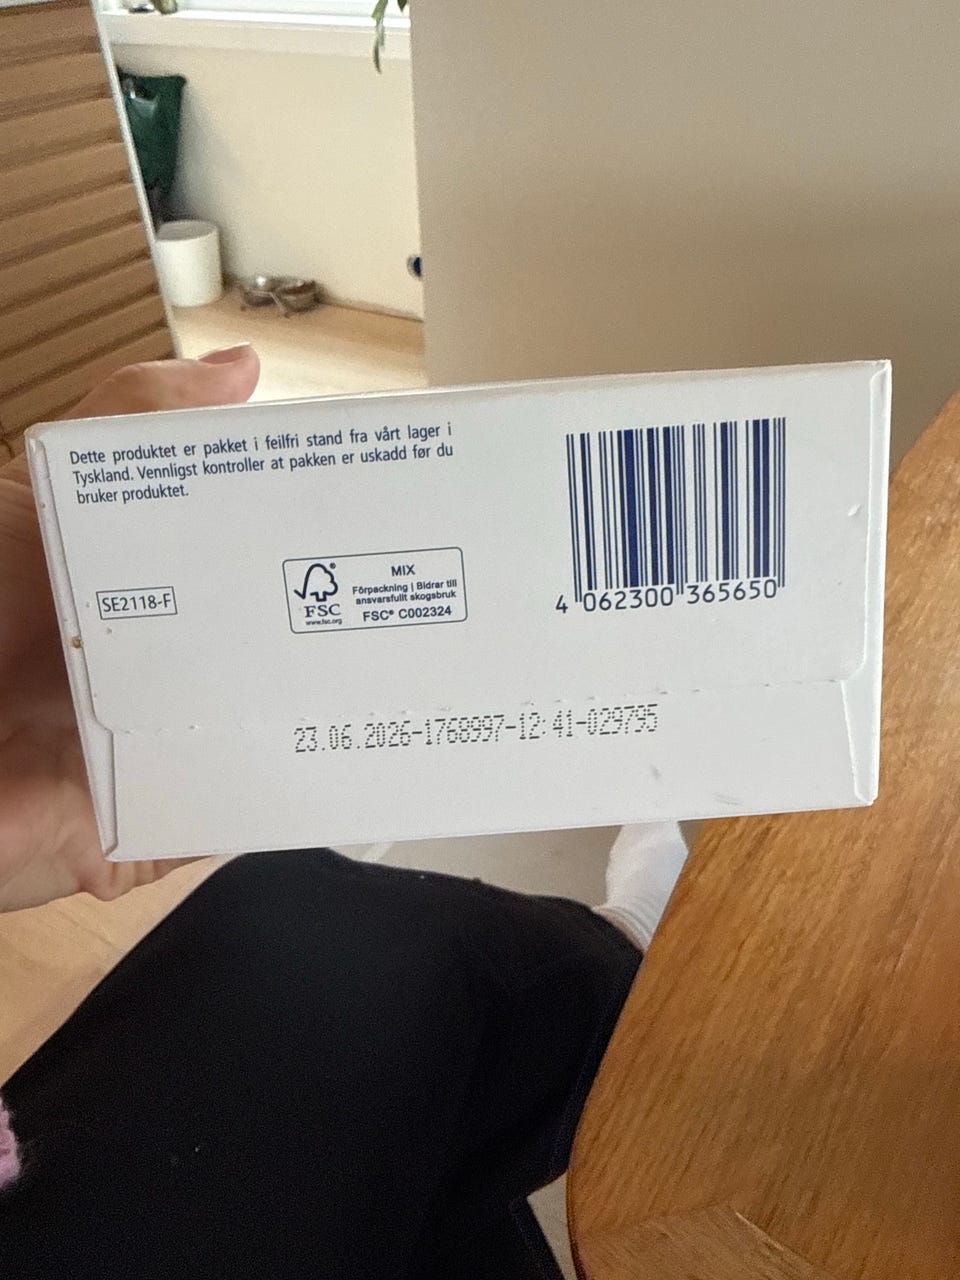 Dette produktet er pakket i feilfri stand fra vårt lager i
Tyskland. Vennligst kontroller at pakken er uskadd før du
bruker produktet.
SE2118-F
FSC®
www.fsc.org
MIX
Förpackning | Bidrar till
ansvarsfullt skogsbruk
FSC® C002324
4 062300 365650
23.06.2026-1768997-12:41-029795